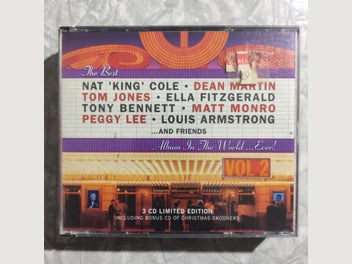 The Best
NAT 'KING' COLE • DEAN MARTIN
TOM JONES • ELLA FITZGERALD
TONY BENNETT • MATT MONRO
PEGGY LEE • LOUIS ARMSTRONG
...AND FRIENDS
Album In The World...Ever!
VOL 2
3 CD LIMITED EDITION
INCLUDING BONUS CD OF CHRISTMAS CROONERS